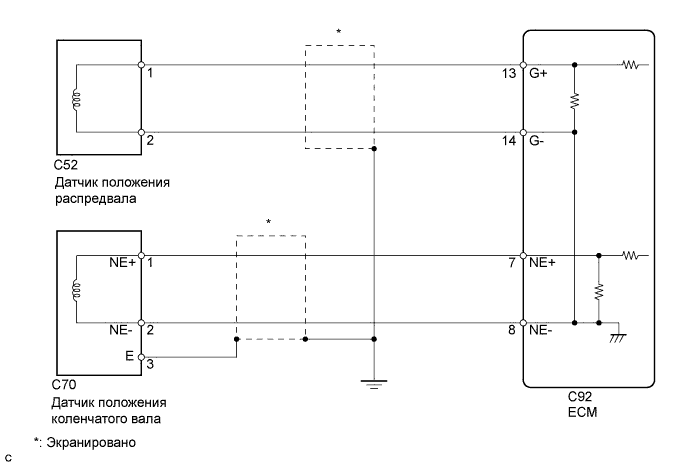 *
1
13
G+
2
14
G-
C52
Датчик положения
распредвала
*
NE+
1
7
NE+
NE-
2
8
NE-
E
3
C70
Датчик положения
коленчатого вала
C92
ECM
*: Экранировано
c